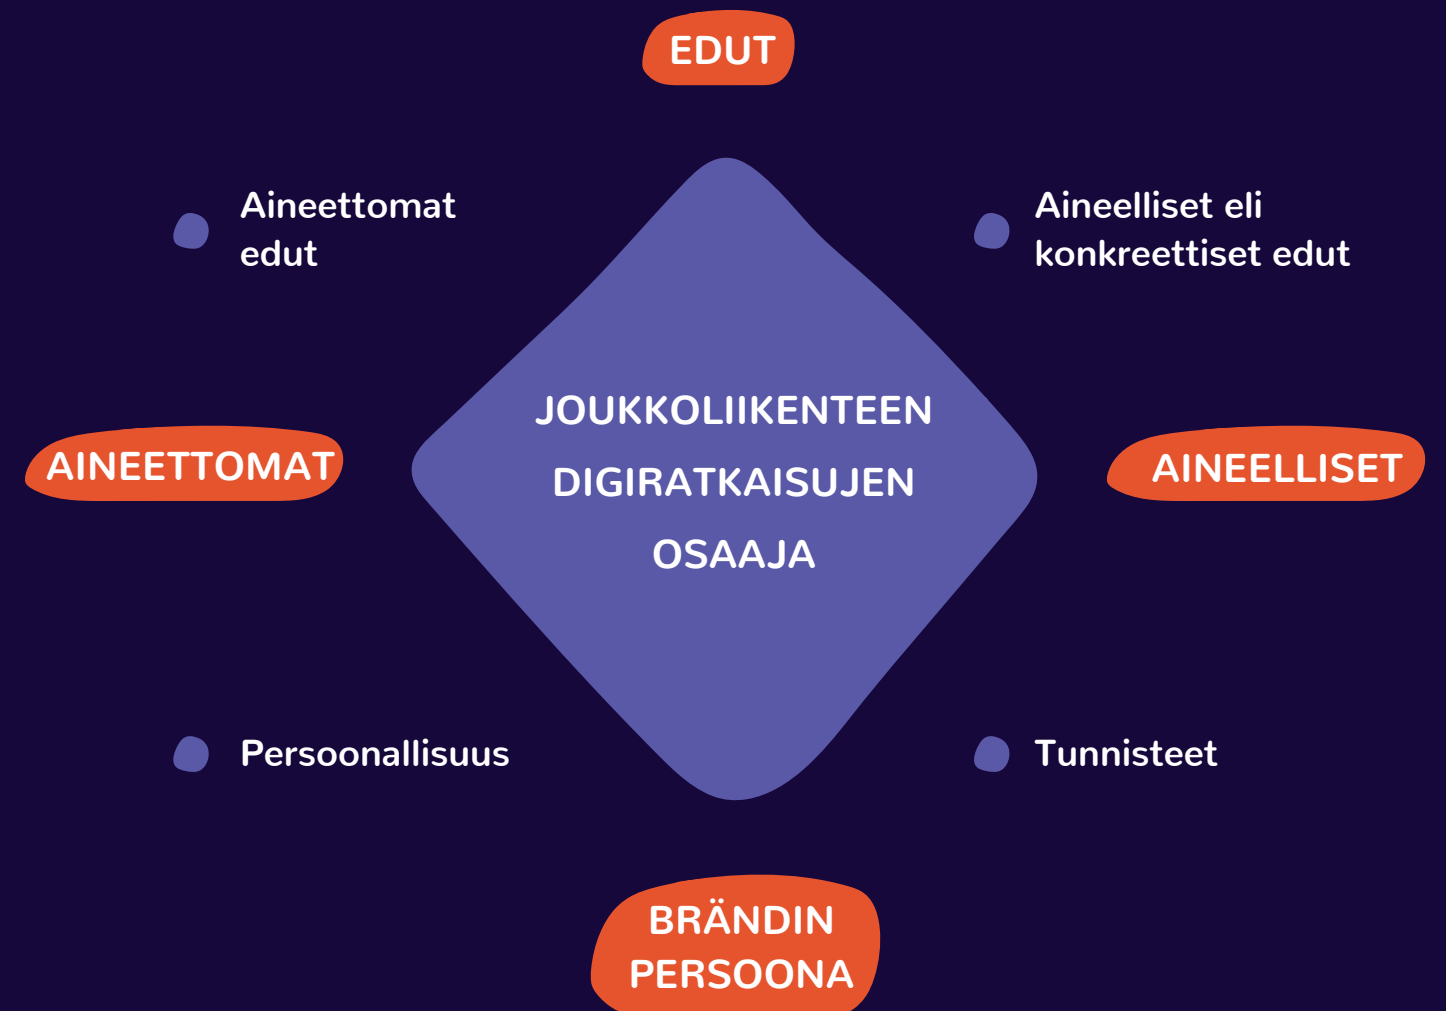 EDUT
Aineettomat
edut
Aineelliset eli
konkreettiset edut
JOUKKOLIIKENTEEN
DIGIRATKAISUJEN
OSAAJA
AINEETTOMAT
AINEELLISET
Persoonallisuus
Tunnisteet
BRÄNDIN
PERSOONA